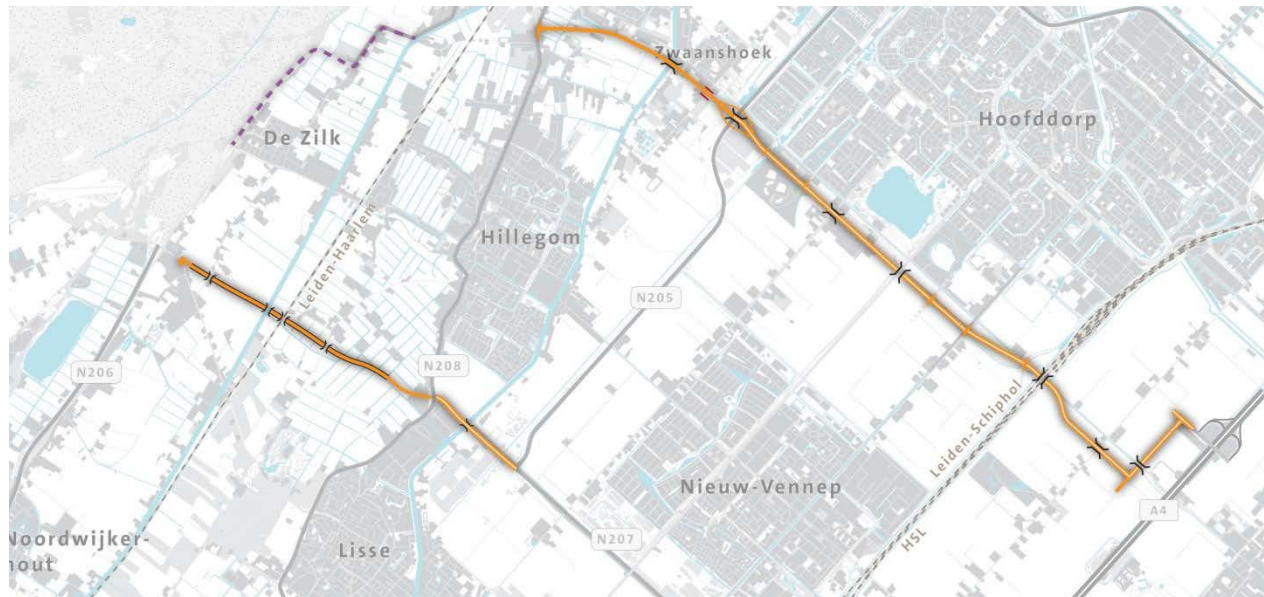 Zwaanshoek
Hoofddorp
De Zilk
Leiden-Haarlem
Hillegom
N205
N206
N208
Leiden-Schiphol
Nieuw-Vennep
A4
Noordwijker-
hout
Lisse
N207
HSL